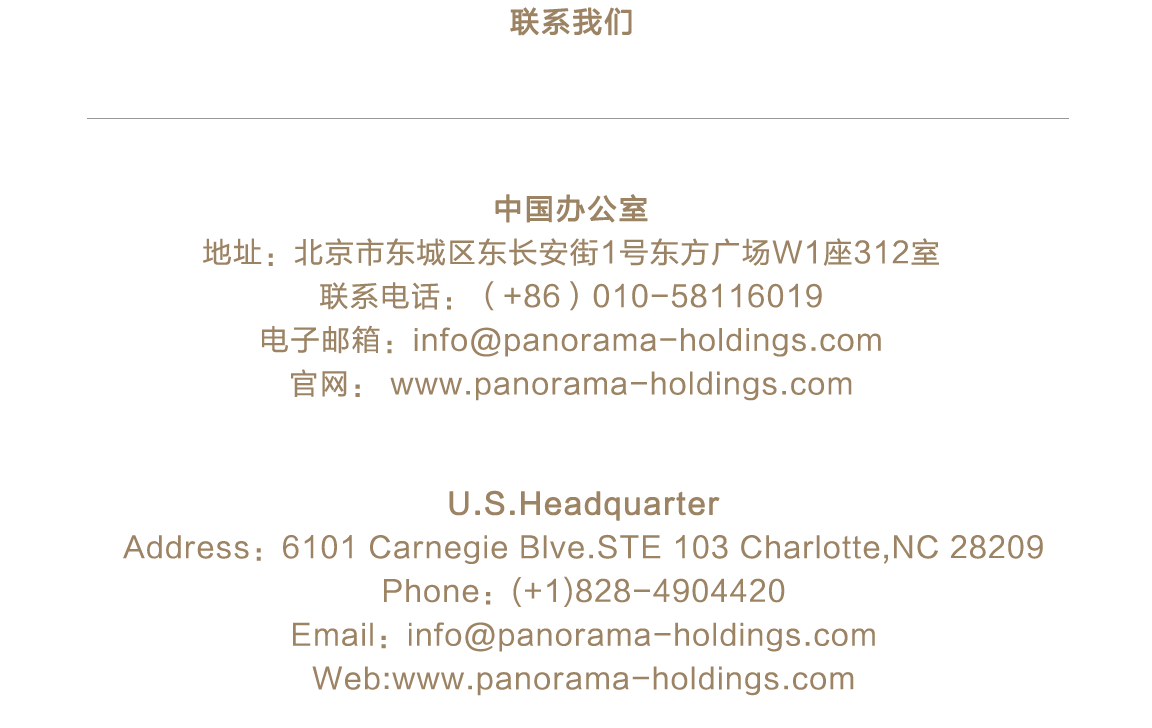 联系我们
中国办公室
地址：北京市东城区东长安街1号东方广场W1座312室
联系电话：（+86）010-58116019
电子邮箱：info@panorama-holdings.com
官网： www.panorama-holdings.com
U.S.Headquarter
Address：6101 Carnegie Blve.STE 103 Charlotte,NC 28209
Phone：(+1)828-4904420
Email：info@panorama-holdings.com
Web:www.panorama-holdings.com